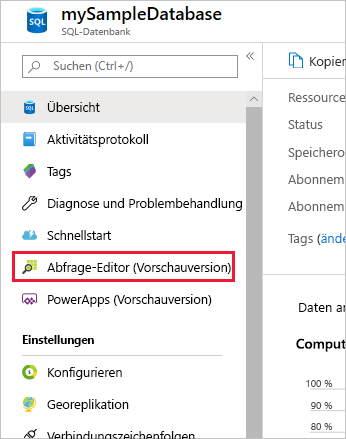 mySampleDatabase
SQL-Datenbank
Suchen (Ctrl+/)
«
Übersicht
Aktivitätsprotokoll
Tags
Diagnose und Problembehandlung
Schnellstart
Abfrage-Editor (Vorschauversion)
PowerApps (Vorschauversion)
Einstellungen
Konfigurieren
Georeplikation
Verbindungszeichenfolgen
Kopier
Ressource
Status
Speichero
Abonnem
Abonnem
Tags (ände
Daten an
Comput
100 %
90 %
80 %